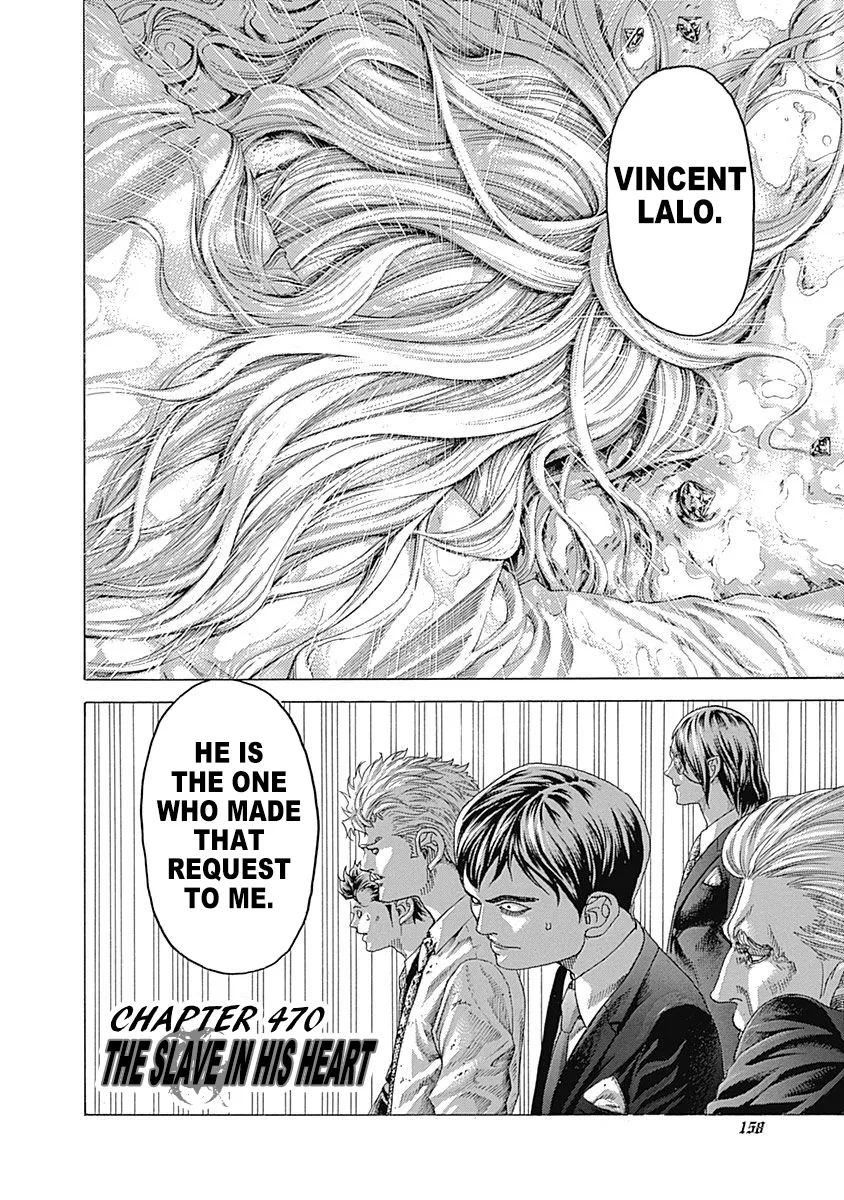 VINCENT
LALO.
HE IS
THE ONE
WHO MADE
THAT
REQUEST
TO ME.
CHAPTER 470
THE SLAVE IN HIS HEART
158